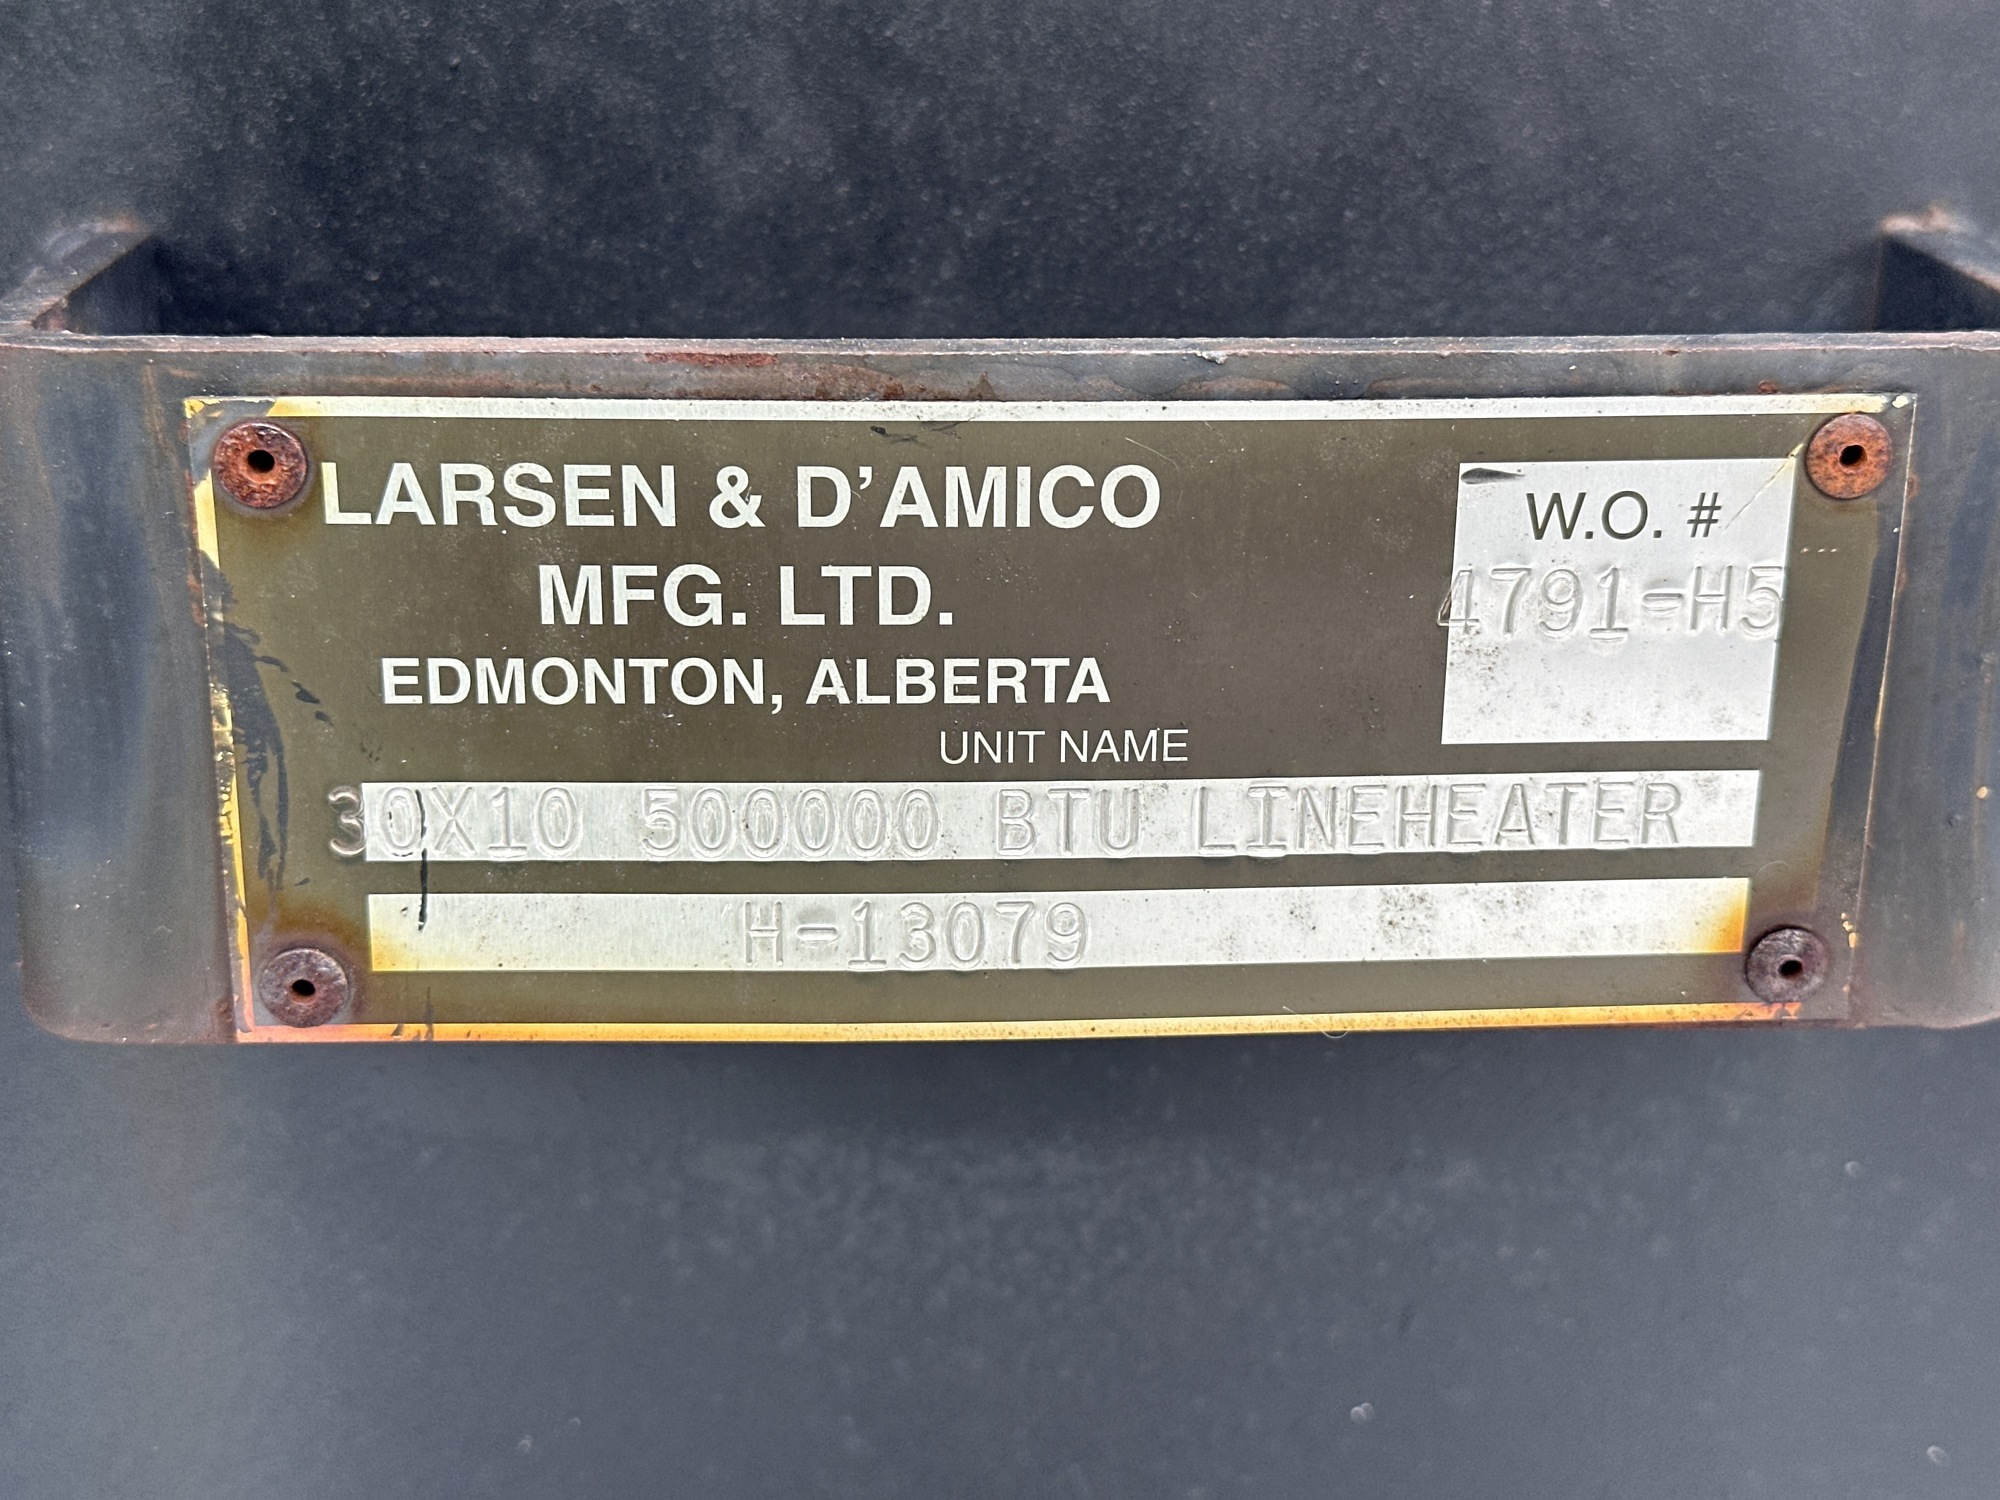 LARSEN & D'AMICO
MFG. LTD.
EDMONTON, ALBERTA
W.O. #
4791-H5
UNIT NAME
30X10 500000 BTU LINEHEATER
H-13079